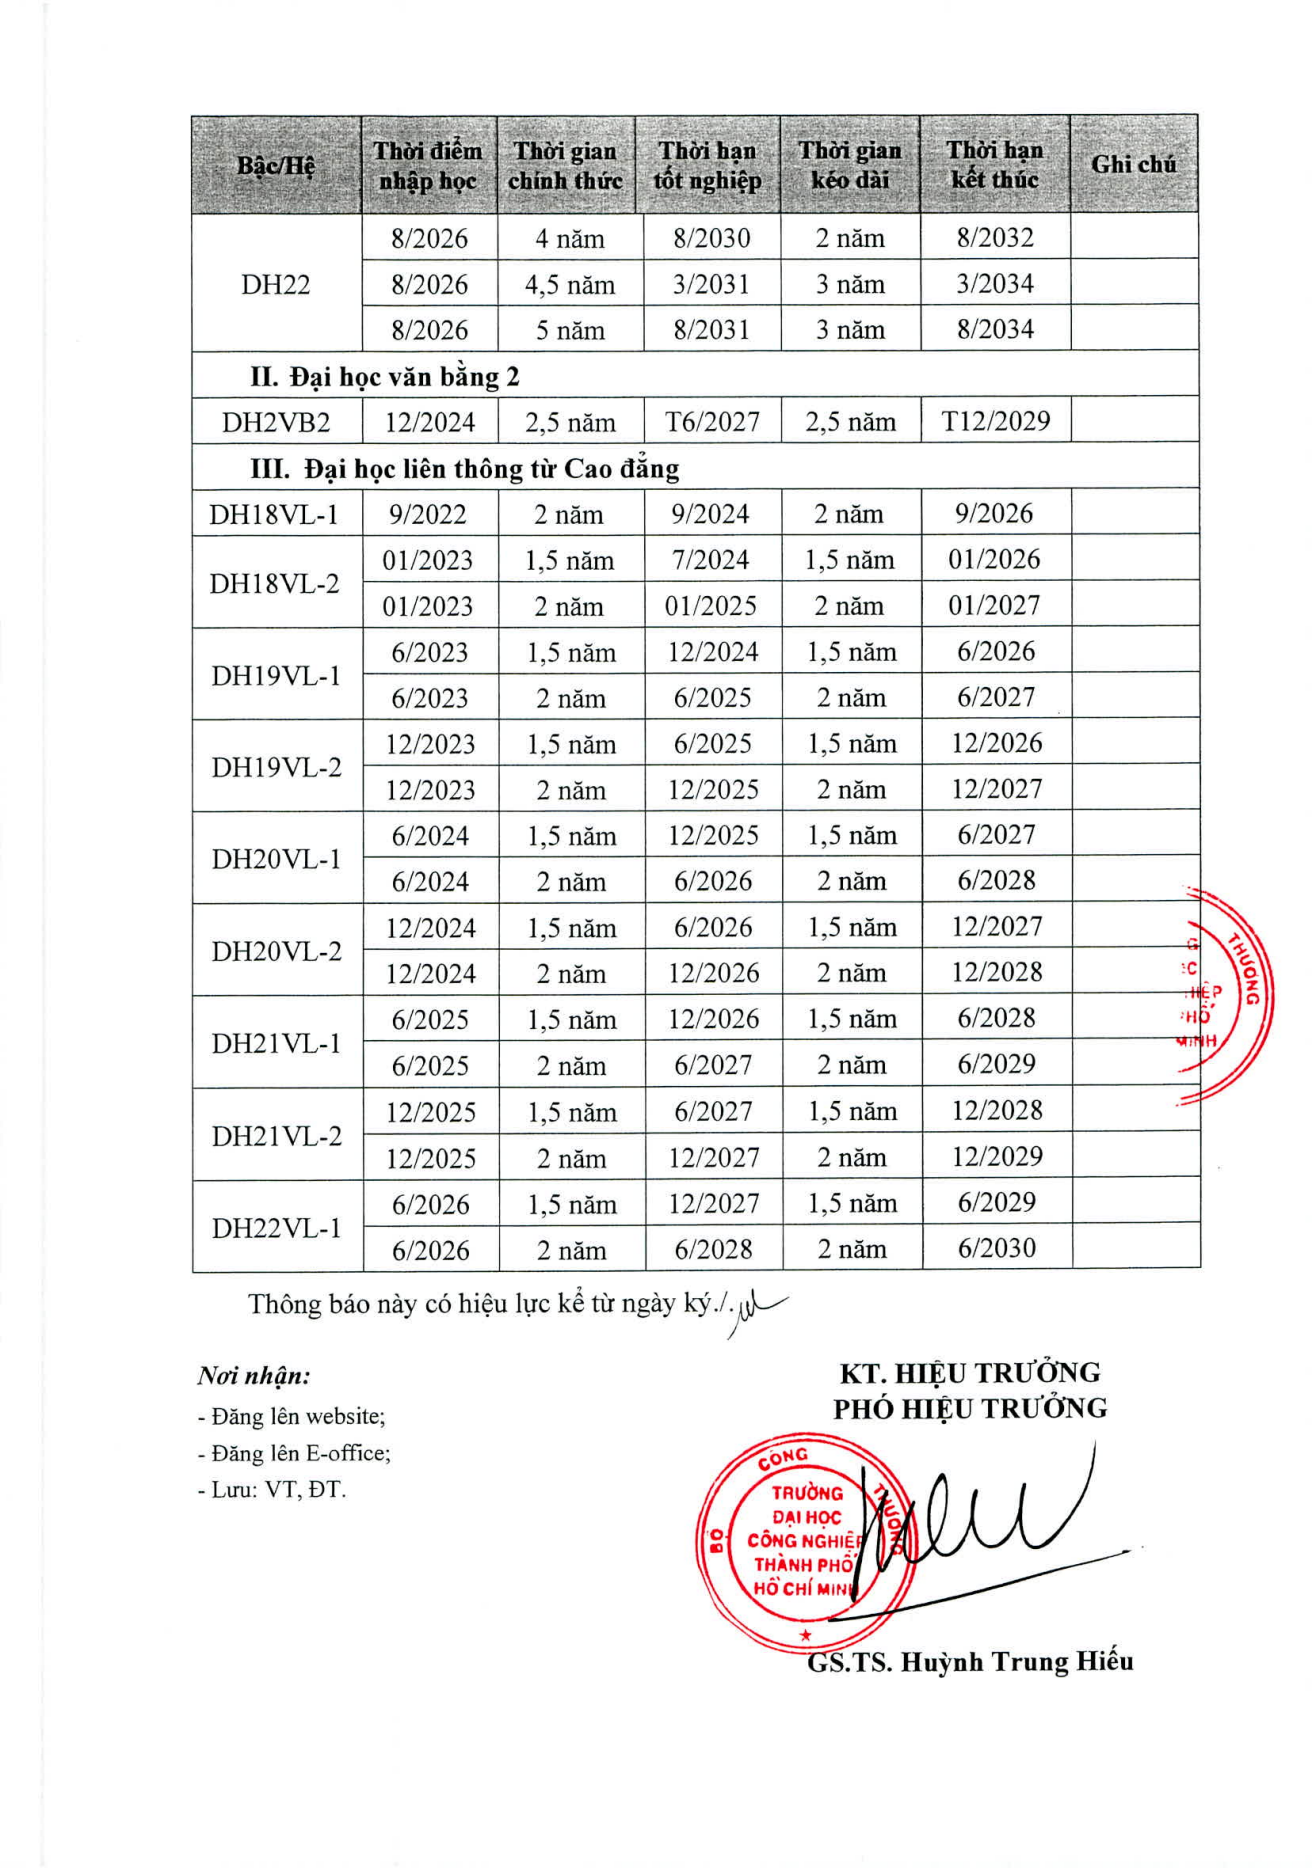 Bậc/Hệ Thời điểm nhập học Thời gian chính thức Thời hạn tốt nghiệp Thời gian kéo dài Thời hạn kết thúc Ghi chú
DH22 8/2026 4 năm 8/2030 2 năm 8/2032
8/2026 4,5 năm 3/2031 3 năm 3/2034
8/2026 5 năm 8/2031 3 năm 8/2034
II. Đại học văn bằng 2
DH2VB2 12/2024 2,5 năm T6/2027 2,5 năm T12/2029
III. Đại học liên thông từ Cao đẳng
DH18VL-1 9/2022 2 năm 9/2024 2 năm 9/2026
DH18VL-2 01/2023 1,5 năm 7/2024 1,5 năm 01/2026
01/2023 2 năm 01/2025 2 năm 01/2027
DH19VL-1 6/2023 1,5 năm 12/2024 1,5 năm 6/2026
6/2023 2 năm 6/2025 2 năm 6/2027
DH19VL-2 12/2023 1,5 năm 6/2025 1,5 năm 12/2026
12/2023 2 năm 12/2025 2 năm 12/2027
DH20VL-1 6/2024 1,5 năm 12/2025 1,5 năm 6/2027
6/2024 2 năm 6/2026 2 năm 6/2028
DH20VL-2 12/2024 1,5 năm 6/2026 1,5 năm 12/2027
12/2024 2 năm 12/2026 2 năm 12/2028
DH21VL-1 6/2025 1,5 năm 12/2026 1,5 năm 6/2028
6/2025 2 năm 6/2027 2 năm 6/2029
DH21VL-2 12/2025 1,5 năm 6/2027 1,5 năm 12/2028
12/2025 2 năm 12/2027 2 năm 12/2029
DH22VL-1 6/2026 1,5 năm 12/2027 1,5 năm 6/2029
6/2026 2 năm 6/2028 2 năm 6/2030
THƯƠNG
Thông báo này có hiệu lực kể từ ngày ký./.
Nơi nhận:
- Đăng lên website;
- Đăng lên E-office;
- Lưu: VT, ĐT.
KT. HIỆU TRƯỞNG
PHÓ HIỆU TRƯỞNG
BỘ CÔNG THƯƠNG
TRƯỜNG
ĐẠI HỌC
CÔNG NGHIỆP
THÀNH PHỐ
HỒ CHÍ MINH
GS.TS. Huỳnh Trung Hiếu